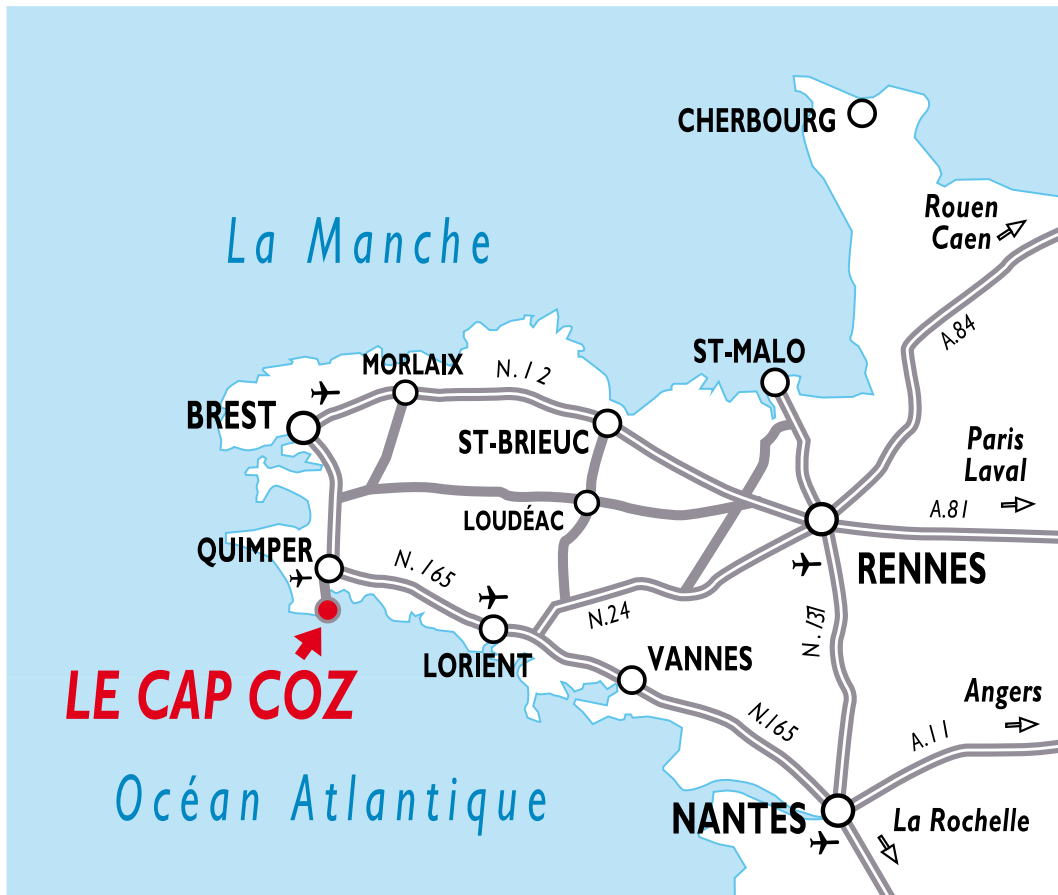 CHERBOURG
Rouen
Caen
La Manche
A.84
ST-MALO
MORLAIX
N.12
BREST
ST-BRIEUC
Paris
Laval
A.81
LOUDÉAC
QUIMPER
N. 165
RENNES
N.24
N. 137
LORIENT
VANNES
LE CAP COZ
Angers
N.165
A.11
Océan Atlantique
NANTES
La Rochelle